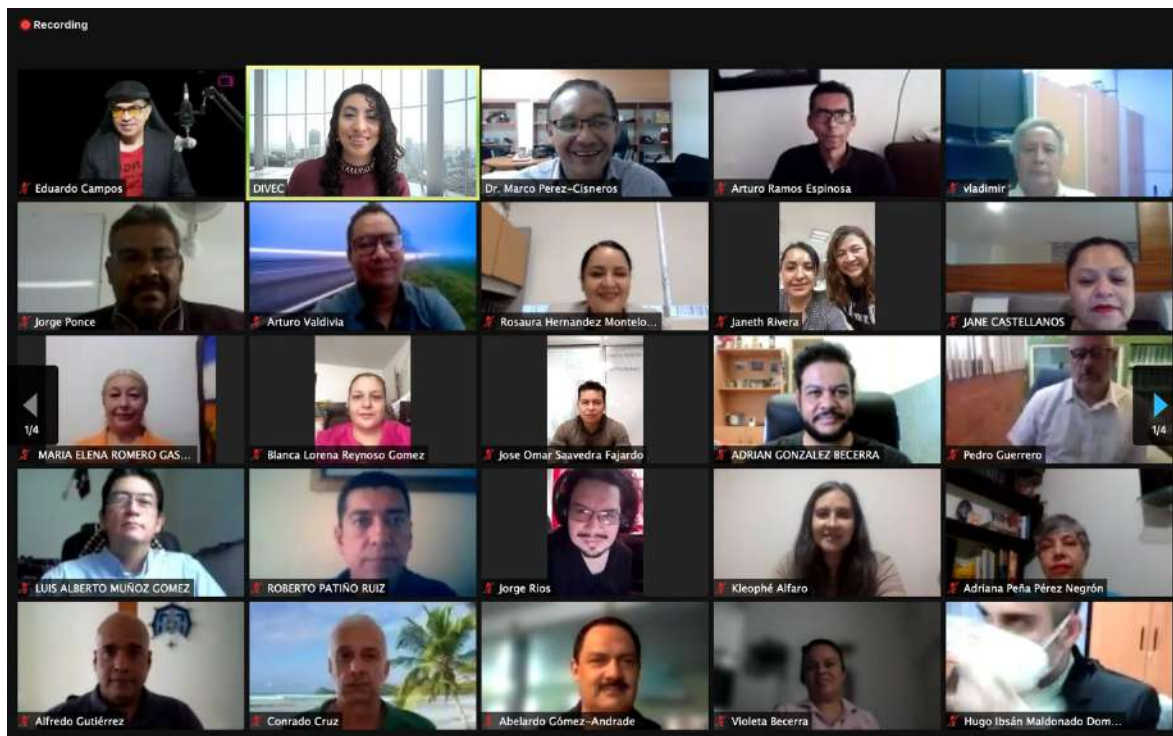 Recording
Eduardo Campos
DIVEC
Dr. Marco Perez-Cisneros
Arturo Ramos Espinosa
vladimir
Jorge Ponce
Arturo Valdivia
Rosaura Hernandez Montelo...
Janeth Rivera
JANE CASTELLANOS
1/4
1/4
MARIA ELENA ROMERO GAS...
Blanca Lorena Reynoso Gomez
Jose Omar Saavedra Fajardo
ADRIAN GONZALEZ BECERRA
Pedro Guerrero
LUIS ALBERTO MUÑOZ GOMEZ
ROBERTO PATIÑO RUIZ
Jorge Rios
Kleophé Alfaro
Adriana Peña Pérez Negrón
Alfredo Gutiérrez
Conrado Cruz
Abelardo Gómez-Andrade
Violeta Becerra
Hugo Ibsán Maldonado Dom...